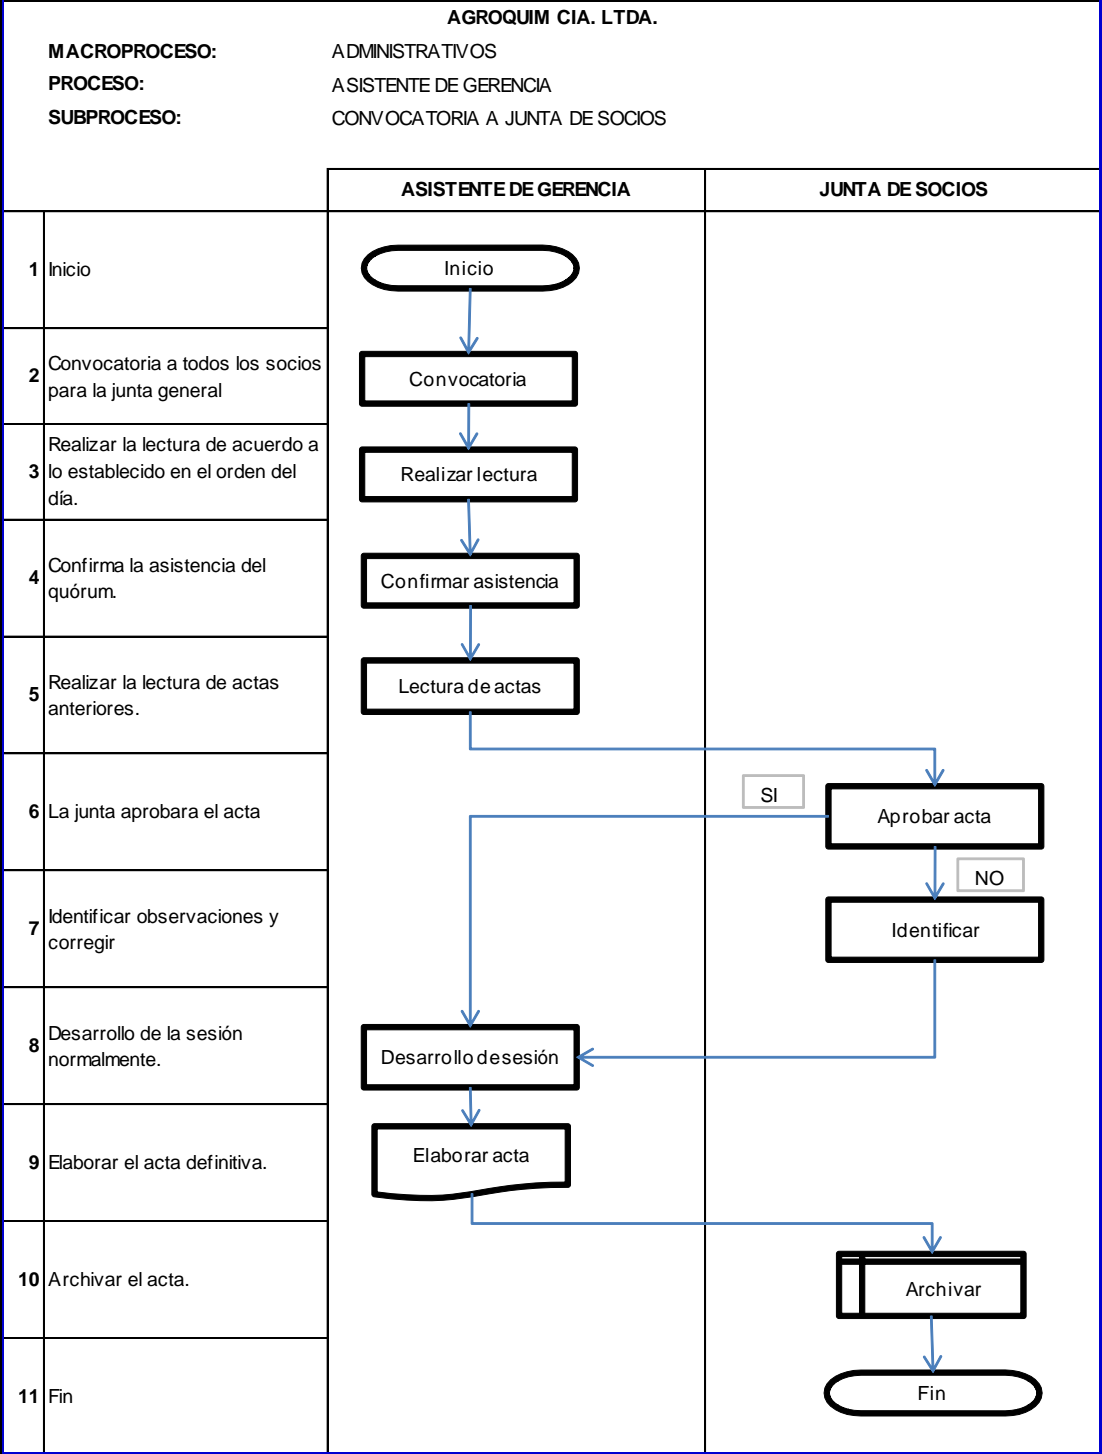 AGROQUIM CIA. LTDA.
MACROPROCESO: ADMINISTRATIVOS
PROCESO: ASISTENTE DE GERENCIA
SUBPROCESO: CONVOCATORIA A JUNTA DE SOCIOS
ASISTENTE DE GERENCIA JUNTA DE SOCIOS
1 Inicio
Inicio
2 Convocatoria a todos los socios
para la junta general
Convocatoria
3 Realizar la lectura de acuerdo a
lo establecido en el orden del
día.
Realizar lectura
4 Confirma la asistencia del
quórum.
Confirmar asistencia
5 Realizar la lectura de actas
anteriores.
Lectura de actas
6 La junta aprobara el acta
SI
Aprobar acta
NO
7 Identificar observaciones y
corregir
Identificar
8 Desarrollo de la sesión
normalmente.
Desarrollo de sesión
9 Elaborar el acta definitiva.
Elaborar acta
10 Archivar el acta.
Archivar
11 Fin
Fin